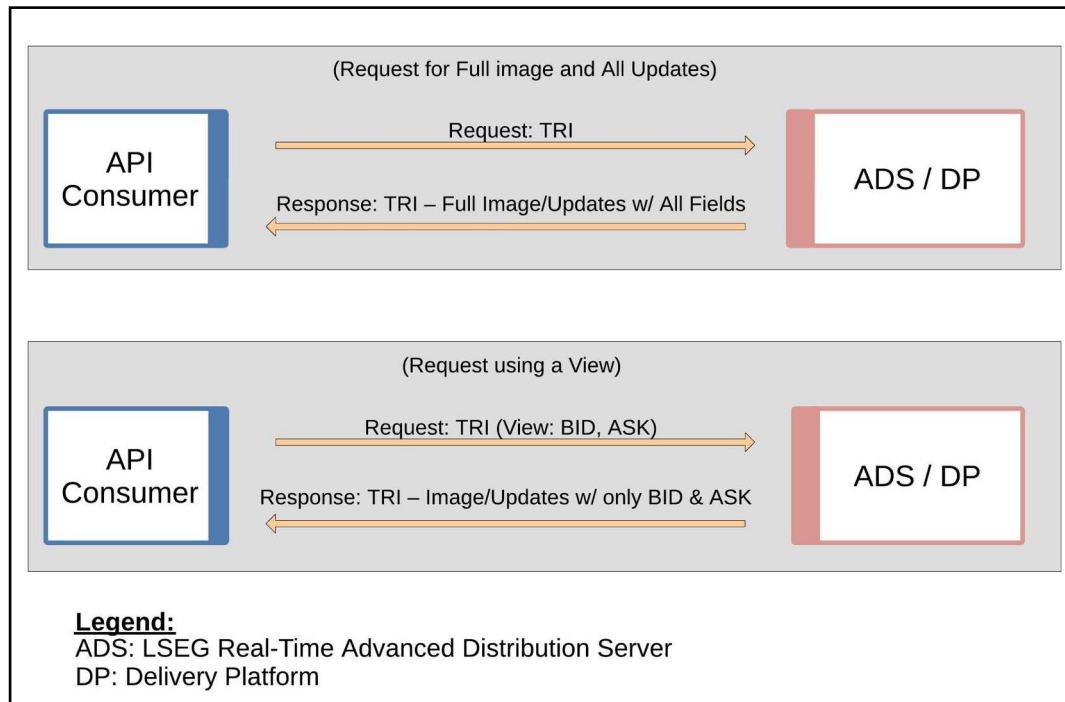 (Request for Full image and All Updates)
API
Consumer
Request: TRI
Response: TRI – Full Image/Updates w/ All Fields
ADS / DP
(Request using a View)
API
Consumer
Request: TRI (View: BID, ASK)
Response: TRI – Image/Updates w/ only BID & ASK
ADS / DP
Legend:
ADS: LSEG Real-Time Advanced Distribution Server
DP: Delivery Platform